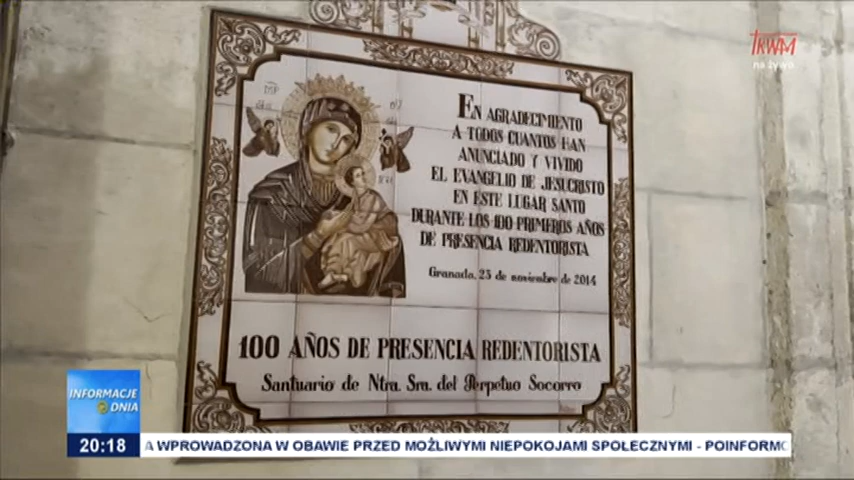 TRWM
na żywo
EN AGRADECIMIENTO
A TODOS CUANTOS HAN
ANUNCIADO Y VIVIDO
EL EVANGELIO DE JESUCRISTO
EN ESTE LUGAR SANTO
DURANTE LOS 100 PRIMEROS AÑOS
DE PRESENCIA REDENTORISTA
Granada, 23 de noviembre de 2014
100 AÑOS DE PRESENCIA REDENTORISTA
Santuario de Ntra. Sra. del Perpetuo Socorro
INFORMACJE
DNIA
20:18
A WPROWADZONA W OBAWIE PRZED MOŻLIWYMI NIEPOKOJAMI SPOŁECZNYMI - POINFORMO